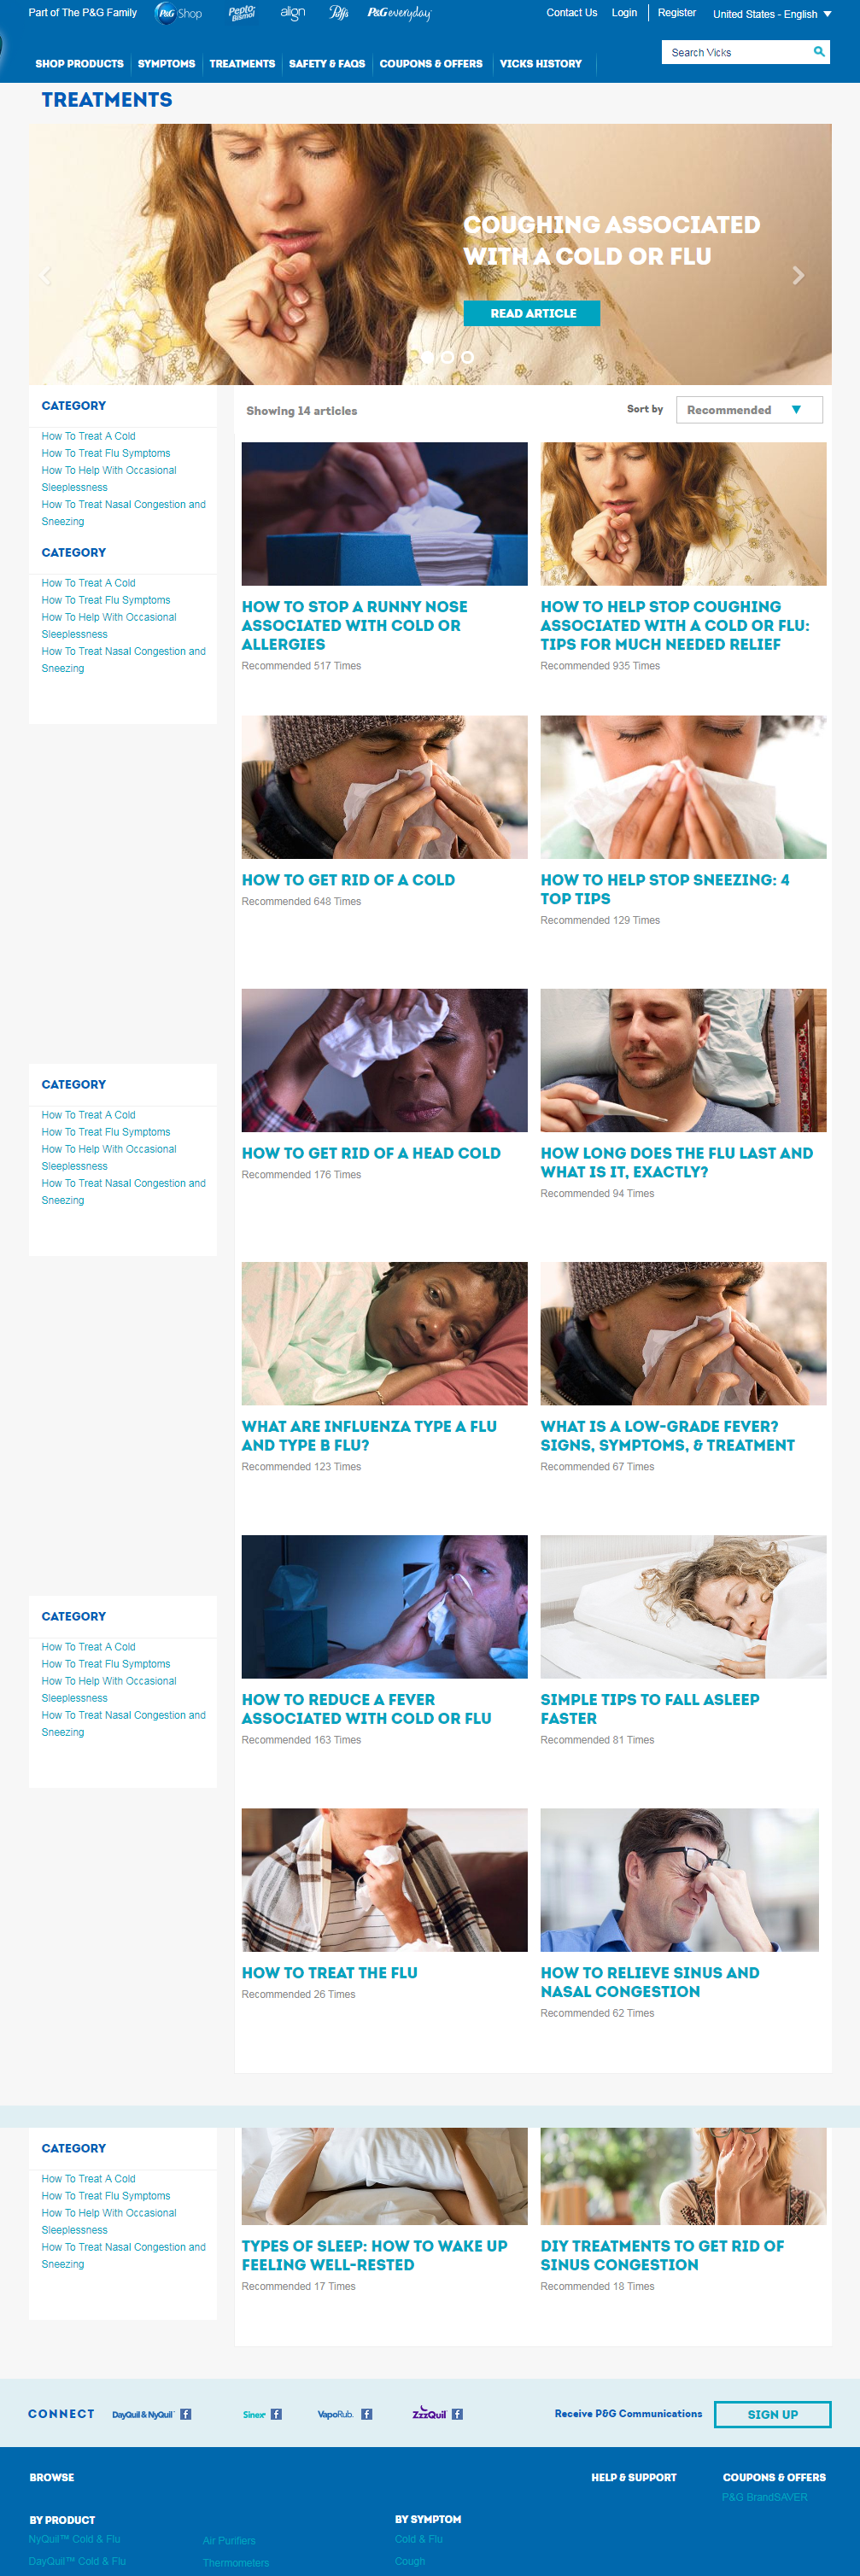 Part of The P&G Family
P&G Shop
Pepto Bismol
align
Puffs
P&G everyday
Contact Us
Login
Register
United States - English
Search Vicks
SHOP PRODUCTS
SYMPTOMS
TREATMENTS
SAFETY & FAQS
COUPONS & OFFERS
VICKS HISTORY
TREATMENTS
COUGHING ASSOCIATED
WITH A COLD OR FLU
READ ARTICLE
CATEGORY
How To Treat A Cold
How To Treat Flu Symptoms
How To Help With Occasional
Sleeplessness
How To Treat Nasal Congestion and
Sneezing
CATEGORY
How To Treat A Cold
How To Treat Flu Symptoms
How To Help With Occasional
Sleeplessness
How To Treat Nasal Congestion and
Sneezing
Showing 14 articles
Sort by
Recommended
HOW TO STOP A RUNNY NOSE
ASSOCIATED WITH COLD OR
ALLERGIES
Recommended 517 Times
HOW TO HELP STOP COUGHING
ASSOCIATED WITH A COLD OR FLU:
TIPS FOR MUCH NEEDED RELIEF
Recommended 935 Times
HOW TO GET RID OF A COLD
Recommended 648 Times
HOW TO HELP STOP SNEEZING: 4
TOP TIPS
Recommended 129 Times
CATEGORY
How To Treat A Cold
How To Treat Flu Symptoms
How To Help With Occasional
Sleeplessness
How To Treat Nasal Congestion and
Sneezing
HOW TO GET RID OF A HEAD COLD
Recommended 176 Times
HOW LONG DOES THE FLU LAST AND
WHAT IS IT, EXACTLY?
Recommended 94 Times
WHAT ARE INFLUENZA TYPE A FLU
AND TYPE B FLU?
Recommended 123 Times
WHAT IS A LOW-GRADE FEVER?
SIGNS, SYMPTOMS, & TREATMENT
Recommended 67 Times
CATEGORY
How To Treat A Cold
How To Treat Flu Symptoms
How To Help With Occasional
Sleeplessness
How To Treat Nasal Congestion and
Sneezing
HOW TO REDUCE A FEVER
ASSOCIATED WITH COLD OR FLU
Recommended 163 Times
SIMPLE TIPS TO FALL ASLEEP
FASTER
Recommended 81 Times
HOW TO TREAT THE FLU
Recommended 26 Times
HOW TO RELIEVE SINUS AND
NASAL CONGESTION
Recommended 62 Times
CATEGORY
How To Treat A Cold
How To Treat Flu Symptoms
How To Help With Occasional
Sleeplessness
How To Treat Nasal Congestion and
Sneezing
TYPES OF SLEEP: HOW TO WAKE UP
FEELING WELL-RESTED
Recommended 17 Times
DIY TREATMENTS TO GET RID OF
SINUS CONGESTION
Recommended 18 Times
CONNECT
DayQuil & NyQuil
Sinex
VapoRub.
ZzzQuil
Receive P&G Communications
SIGN UP
BROWSE
HELP & SUPPORT
COUPONS & OFFERS
P&G BrandSAVER
BY PRODUCT
BY SYMPTOM
NyQuil™ Cold & Flu
Air Purifiers
Cold & Flu
DayQuil™ Cold & Flu
Thermometers
Cough